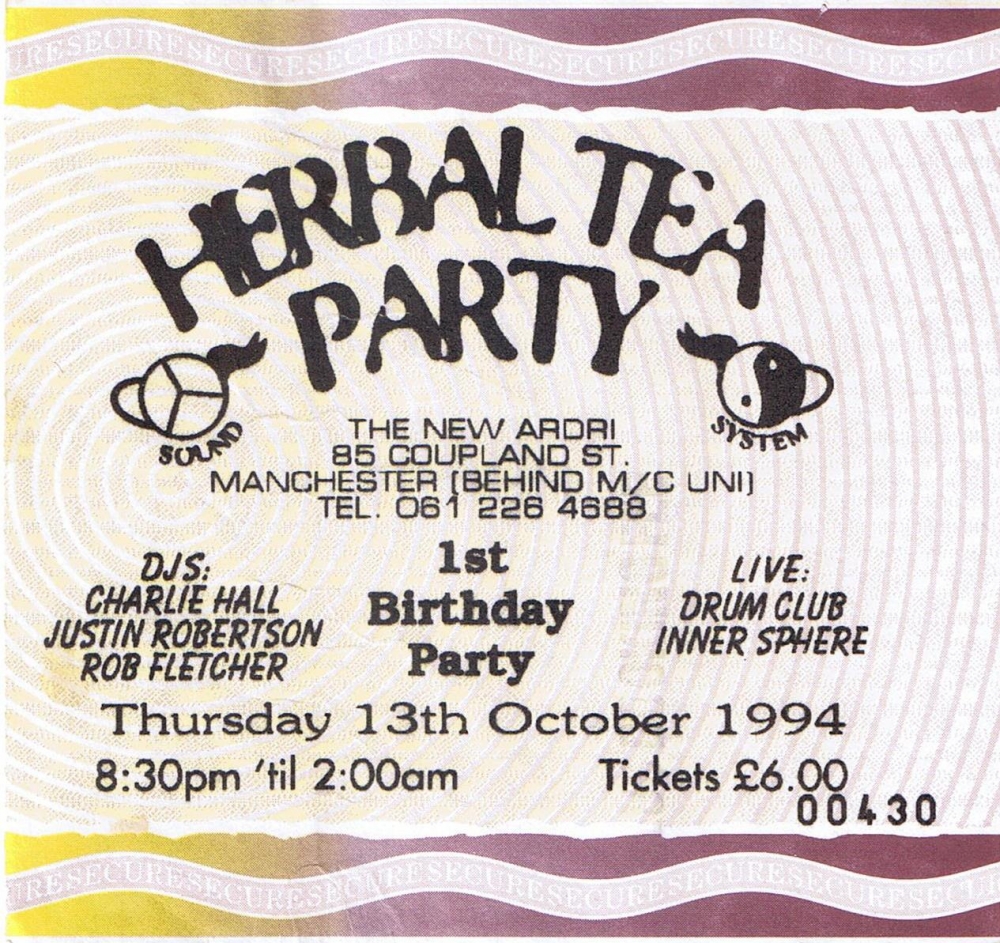 URESECURESECURESECURESECURESECURESECURESECURESECU
HERBAL TEA
PARTY
SOUND
SYSTEM
THE NEW ARDRI
85 COUPLAND ST.
MANCHESTER (BEHIND M/C UNI)
TEL. 061 226 4688
DJS:
CHARLIE HALL
JUSTIN ROBERTSON
ROB FLETCHER
1st
Birthday
Party
LIVE:
DRUM CLUB
INNER SPHERE
Thursday 13th October 1994
8:30pm 'til 2:00am
Tickets £6.00
00430
URESECURESECURESECURESECURESECURESECURESECURESECU